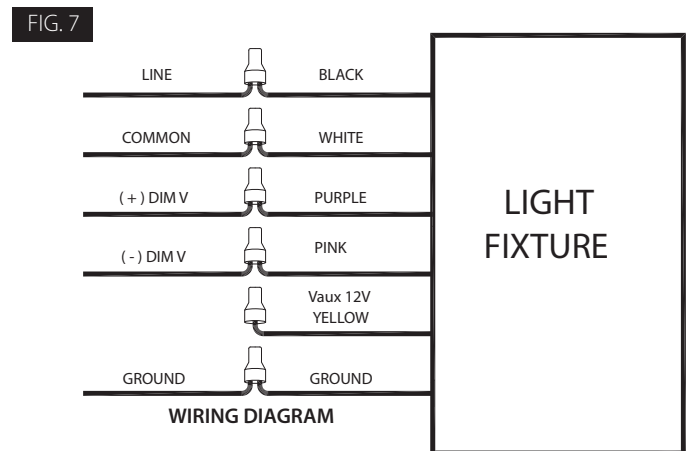 FIG. 7
LINE BLACK
COMMON WHITE
( + ) DIM V PURPLE
( - ) DIM V PINK
Vaux 12V
YELLOW
GROUND GROUND
WIRING DIAGRAM
LIGHT
FIXTURE